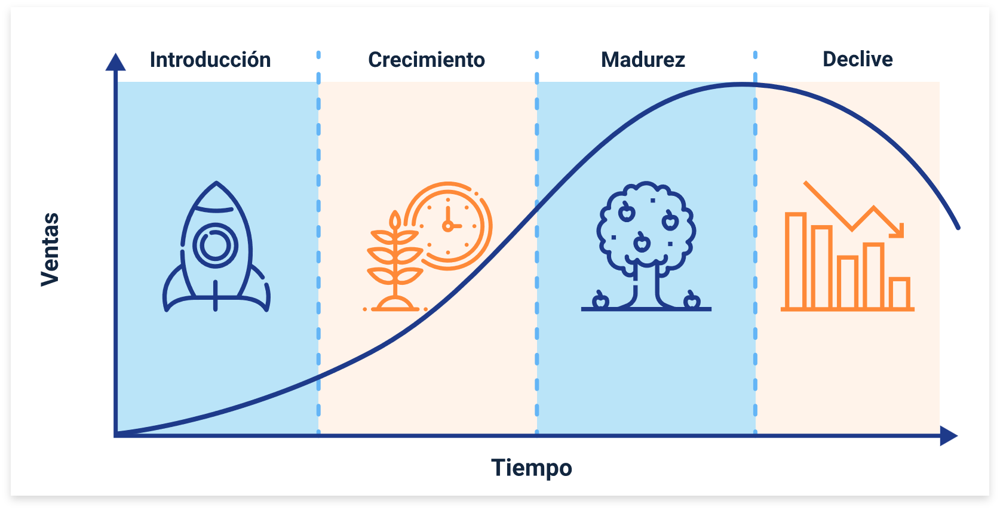 Introducción
Crecimiento
Madurez
Declive
Ventas
Tiempo